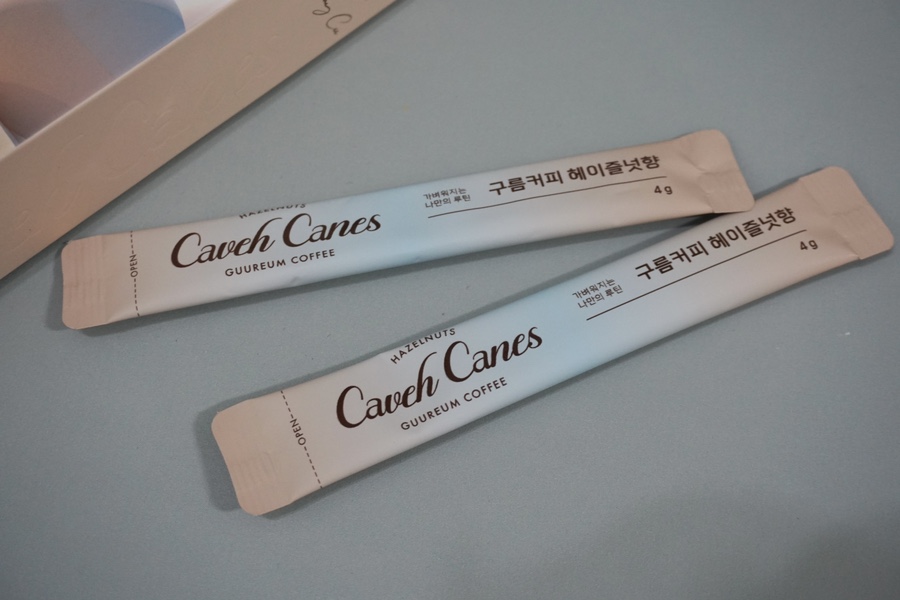 HAZELNUTS
Caveh Canes
GUUREUM COFFEE
OPEN
가벼워지는
나만의 루틴
구름커피 헤이즐넛향
4g
HAZELNUTS
Caveh Canes
GUUREUM COFFEE
OPEN
가벼워지는
나만의 루틴
구름커피 헤이즐넛향
4g